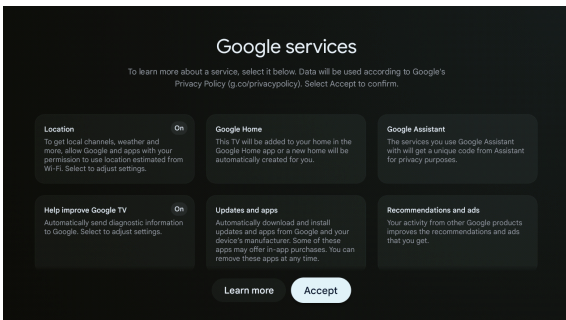 Google services
To learn more about a service, select it below. Data will be used according to Google's
Privacy Policy (g.co/privacypolicy). Select Accept to confirm.
Location On
To get local channels, weather and
more, allow Google and apps with your
permission to use location estimated from
Wi-Fi. Select to adjust settings.
Google Home
This TV will be added to your home in the
Google Home app or a new home will be
automatically created for you.
Google Assistant
The services you use Google Assistant
with will get a unique code from Assistant
for privacy purposes.
Help improve Google TV On
Automatically send diagnostic information
to Google. Select to adjust settings.
Updates and apps
Automatically download and install
updates and apps from Google and your
device's manufacturer. Some of these
apps may offer in-app purchases. You can
remove these apps at any time.
Recommendations and ads
Your activity from other Google products
improves the recommendations and ads
that you get.
Learn more Accept